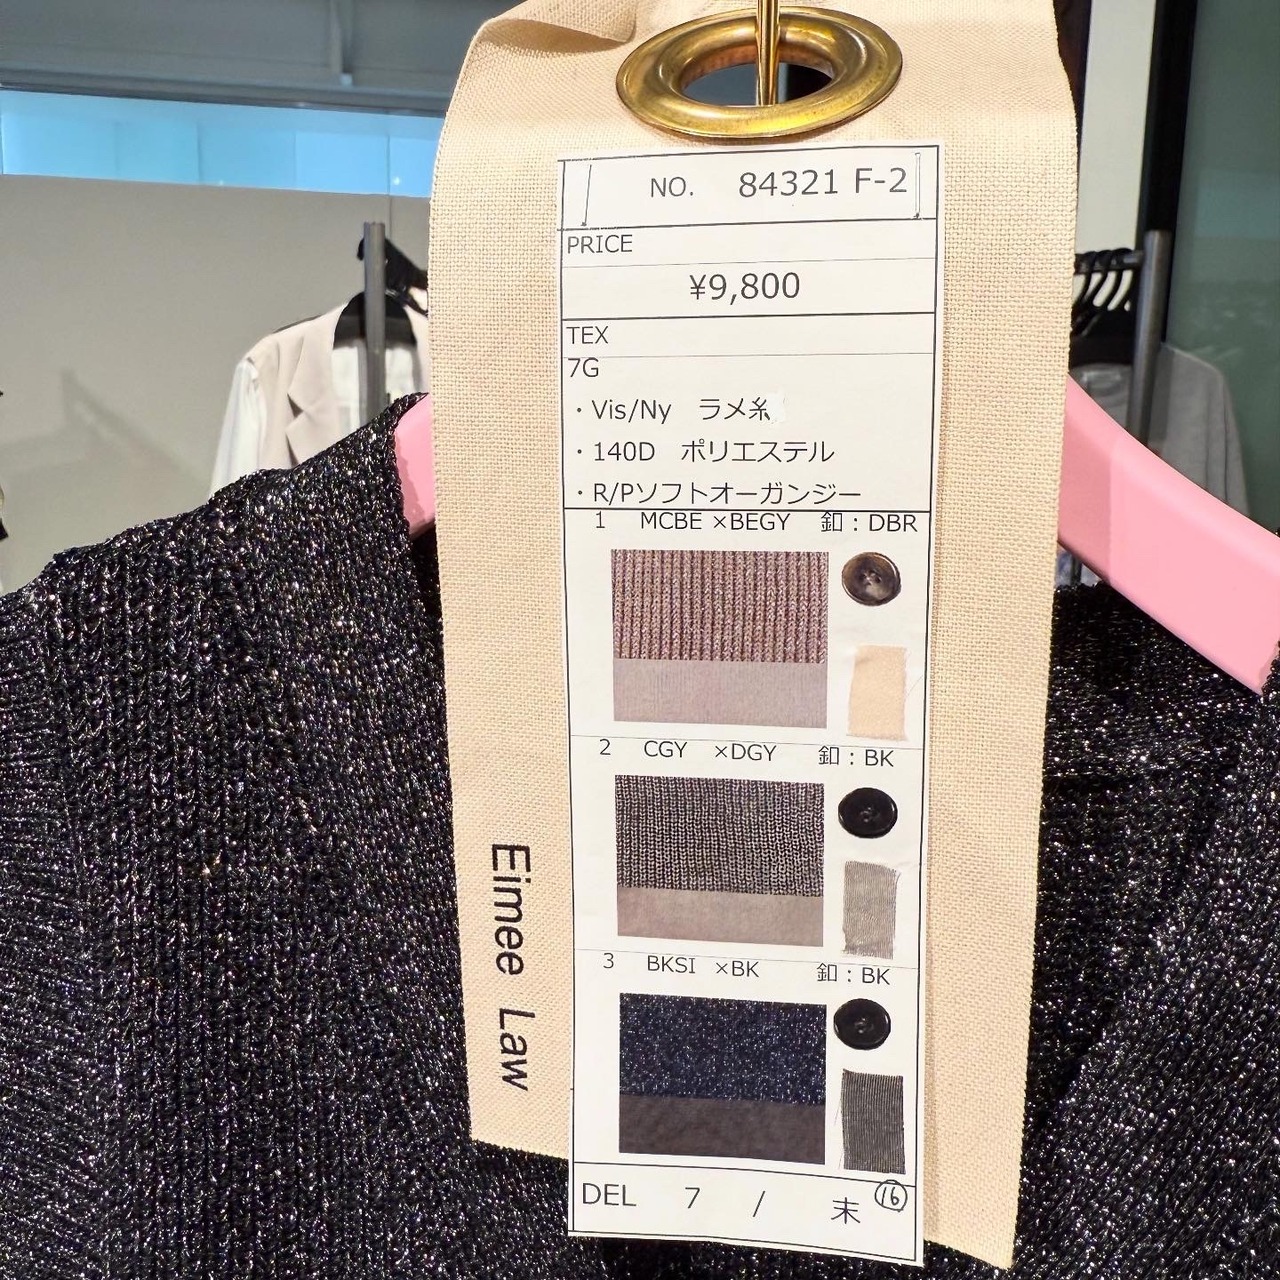 NO. 84321 F-2
PRICE
¥9,800
TEX
7G
・Vis/Ny ラメ糸
・140D ポリエステル
・R/Pソフトオーガンジー
1 MCBE ×BEGY 釦：DBR
2 CGY ×DGY 釦：BK
3 BKSI ×BK 釦：BK
DEL 7 / 末 ⑯
Eimee Law